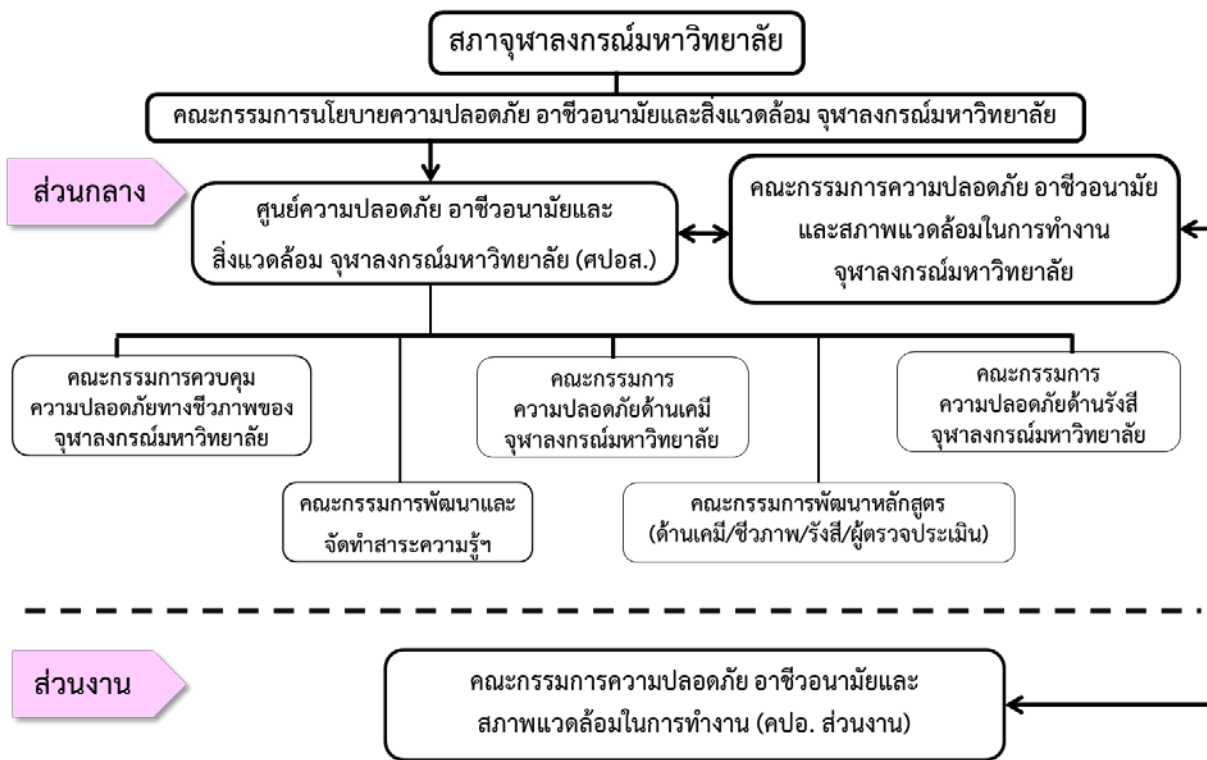 สภาจุฬาลงกรณ์มหาวิทยาลัย
คณะกรรมการนโยบายความปลอดภัย อาชีวอนามัยและสิ่งแวดล้อม จุฬาลงกรณ์มหาวิทยาลัย
ส่วนกลาง
ศูนย์ความปลอดภัย อาชีวอนามัยและ
สิ่งแวดล้อม จุฬาลงกรณ์มหาวิทยาลัย (ศปอส.)
คณะกรรมการความปลอดภัย อาชีวอนามัย
และสภาพแวดล้อมในการทำงาน
จุฬาลงกรณ์มหาวิทยาลัย
คณะกรรมการควบคุม
ความปลอดภัยทางชีวภาพของ
จุฬาลงกรณ์มหาวิทยาลัย
คณะกรรมการ
ความปลอดภัยด้านเคมี
จุฬาลงกรณ์มหาวิทยาลัย
คณะกรรมการ
ความปลอดภัยด้านรังสี
จุฬาลงกรณ์มหาวิทยาลัย
คณะกรรมการพัฒนาและ
จัดทำสาระความรู้ฯ
คณะกรรมการพัฒนาหลักสูตร
(ด้านเคมี/ชีวภาพ/รังสี/ผู้ตรวจประเมิน)
ส่วนงาน
คณะกรรมการความปลอดภัย อาชีวอนามัยและ
สภาพแวดล้อมในการทำงาน (คปอ. ส่วนงาน)